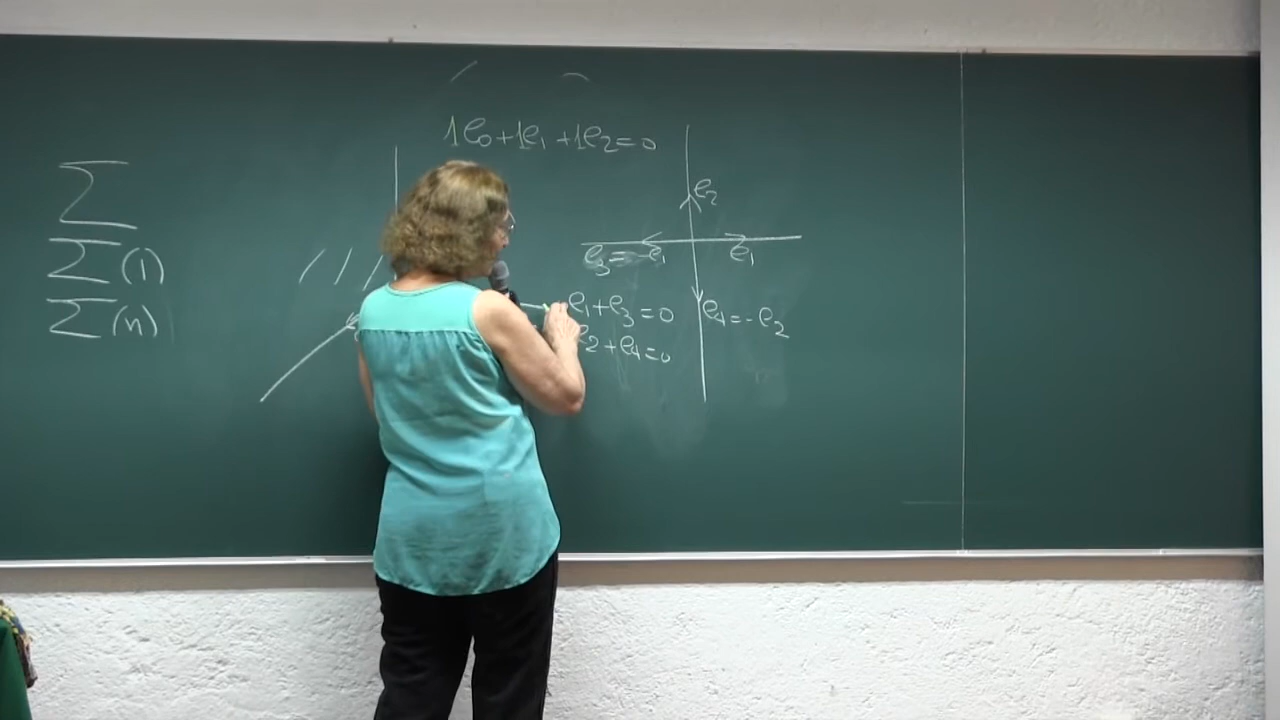 1e₀+1e₁+1e₂=0
Σ
Σ(1)
Σ(n)
e₂
e₃=-e₁
e₁
e₁+e₃=0
e₄=-e₂
e₂+e₄=0